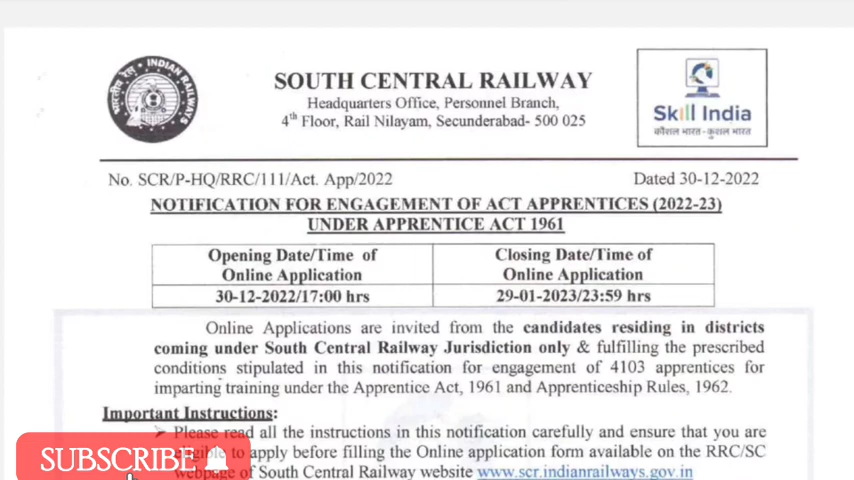 भारतीय रेल
INDIAN RAILWAYS
SOUTH CENTRAL RAILWAY
Headquarters Office, Personnel Branch,
4th Floor, Rail Nilayam, Secunderabad- 500 025
Skill India
कौशल भारत - कुशल भारत
No. SCR/P-HQ/RRC/111/Act. App/2022
Dated 30-12-2022
NOTIFICATION FOR ENGAGEMENT OF ACT APPRENTICES (2022-23)
UNDER APPRENTICE ACT 1961
Opening Date/Time of
Online Application
Closing Date/Time of
Online Application
30-12-2022/17:00 hrs
29-01-2023/23:59 hrs
Online Applications are invited from the candidates residing in districts
coming under South Central Railway Jurisdiction only & fulfilling the prescribed
conditions stipulated in this notification for engagement of 4103 apprentices for
imparting training under the Apprentice Act, 1961 and Apprenticeship Rules, 1962.
Important Instructions:
➢ Please read all the instructions in this notification carefully and ensure that you are
to apply before filling the Online application form available on the RRC/SC
webpage of South Central Railway website www.scr.indianrailways.gov.in
SUBSCRIBE